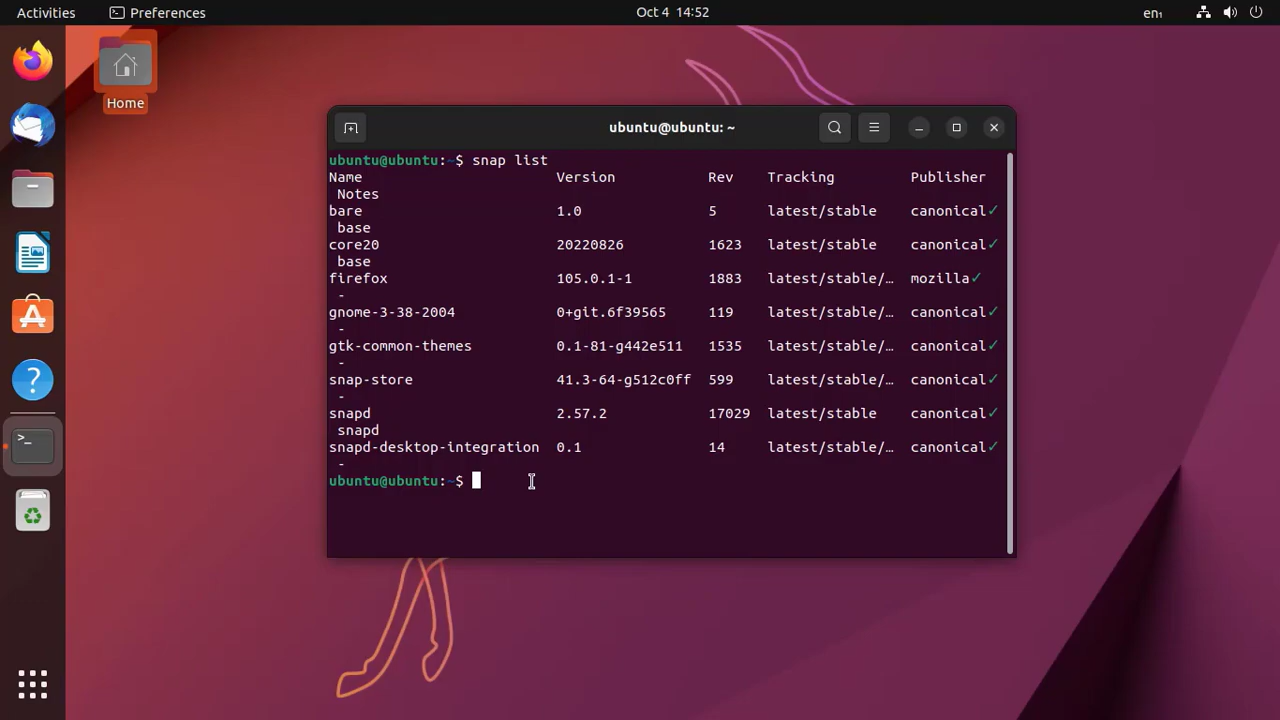 Activities Preferences Oct 4 14:52 en₁
Home
ubuntu@ubuntu: ~
ubuntu@ubuntu:~$ snap list
Name Version Rev Tracking Publisher
Notes
bare 1.0 5 latest/stable canonical✓
base
core20 20220826 1623 latest/stable canonical✓
base
firefox 105.0.1-1 1883 latest/stable/… mozilla✓
-
gnome-3-38-2004 0+git.6f39565 119 latest/stable/… canonical✓
-
gtk-common-themes 0.1-81-g442e511 1535 latest/stable/… canonical✓
-
snap-store 41.3-64-g512c0ff 599 latest/stable/… canonical✓
-
snapd 2.57.2 17029 latest/stable canonical✓
snapd
snapd-desktop-integration 0.1 14 latest/stable/… canonical✓
-
ubuntu@ubuntu:~$